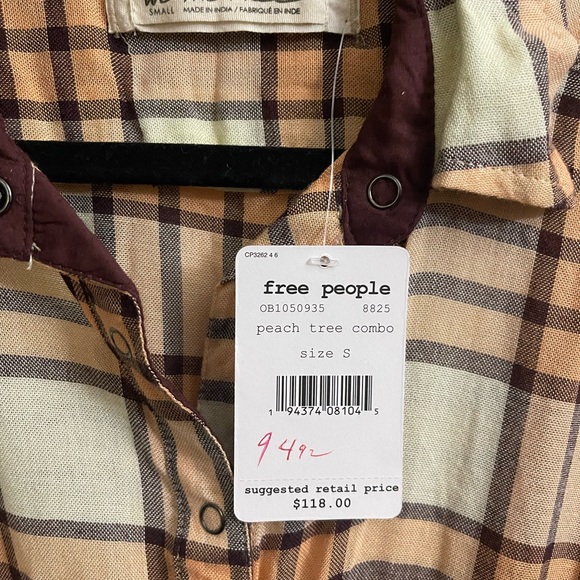 SMALL MADE IN INDIA / FABRIQUÉ EN INDE
CP3262 4 6
free people
OB1050935 8825
peach tree combo
size S
1 94374 08104 5
9 492
suggested retail price
$118.00